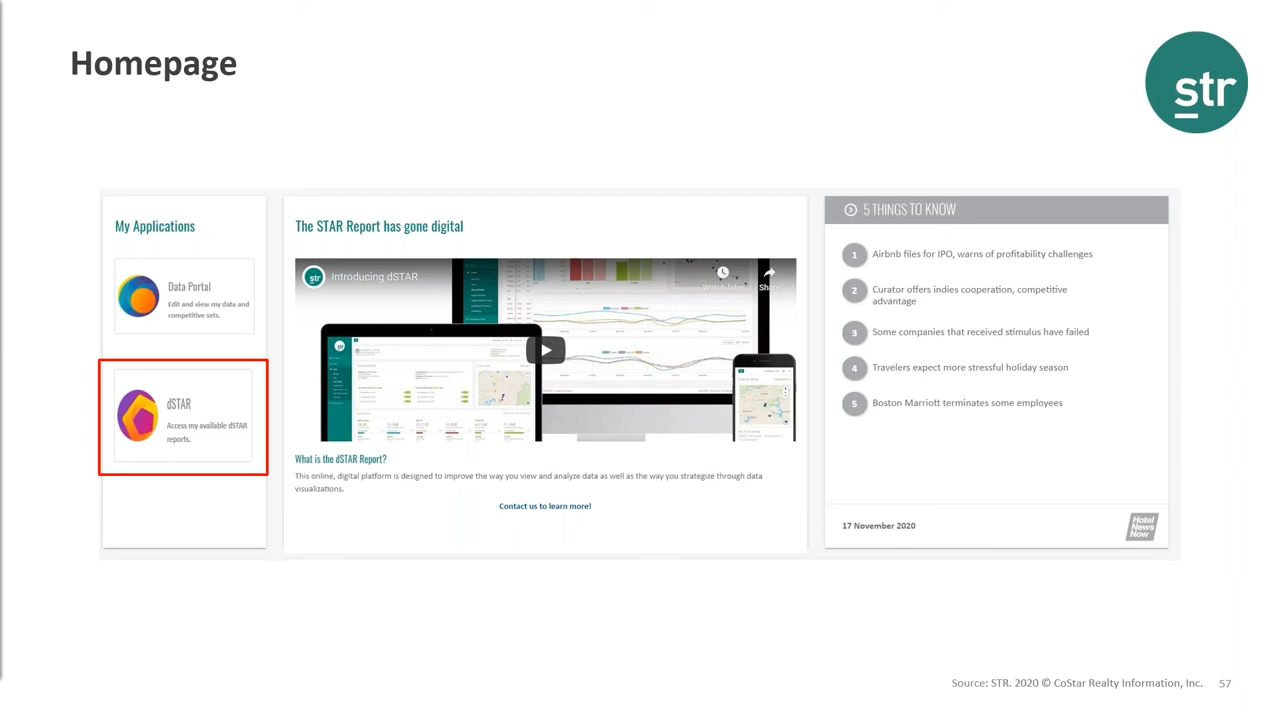 Homepage
str
My Applications
Data Portal
Edit and view my data and
competitive sets.
dSTAR
Access my available dSTAR
reports.
The STAR Report has gone digital
str
Introducing dSTAR
Watch later
Share
What is the dSTAR Report?
This online, digital platform is designed to improve the way you view and analyze data as well as the way you strategize through data
visualizations.
Contact us to learn more!
5 THINGS TO KNOW
1 Airbnb files for IPO, warns of profitability challenges
2 Curator offers indies cooperation, competitive
advantage
3 Some companies that received stimulus have failed
4 Travelers expect more stressful holiday season
5 Boston Marriott terminates some employees
17 November 2020
Hotel
News
Now
Source: STR. 2020 © CoStar Realty Information, Inc. 57